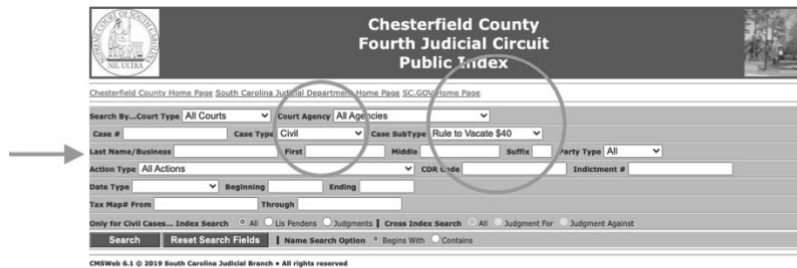 Chesterfield County
Fourth Judicial Circuit
Public Index
NIL ULTRA
Chesterfield County Home Page South Carolina Judicial Department Home Page SC.GOV Home Page
Search By...Court Type All Courts Court Agency All Agencies
Case # Case Type Civil Case SubType Rule to Vacate $40
Last Name/Business First Middle Suffix Party Type All
Action Type All Actions CDR Code Indictment #
Date Type Beginning Ending
Tax Map# From Through
Only for Civil Cases... Index Search All Lis Pendens Judgments | Cross Index Search All Judgment For Judgment Against
Search Reset Search Fields | Name Search Option Begins With Contains
CMSWeb 6.1 © 2019 South Carolina Judicial Branch • All rights reserved